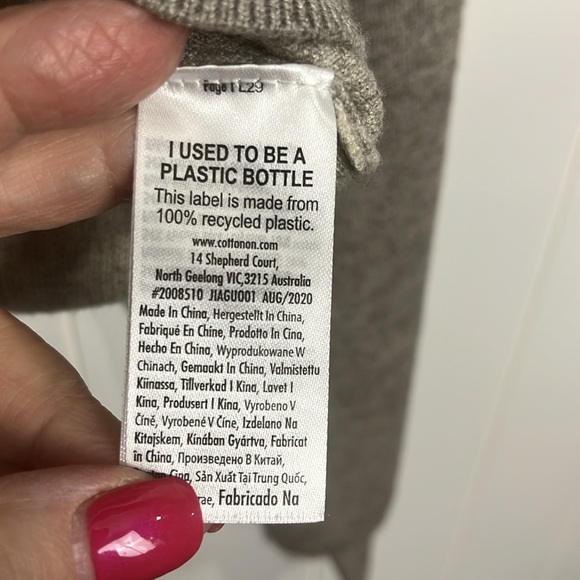 L29
I USED TO BE A
PLASTIC BOTTLE
This label is made from
100% recycled plastic.
www.cottonon.com
14 Shepherd Court,
North Geelong VIC,3215 Australia
#2008510 JIAGU001 AUG/2020
Made In China, Hergestellt In China,
Fabriqué En Chine, Prodotto In Cina,
Hecho En China, Wyprodukowane W
Chinach, Gemaakt In China, Valmistettu
Kiinassa, Tillverkad I Kina, Lavet I
Kina, Produsert I Kina, Vyrobeno V
Číně, Vyrobené V Číne, Izdelano Na
Kitajskem, Kínában Gyártva, Fabricat
în China, Произведено В Китай,
Sản Xuất Tại Trung Quốc,
Fabricado Na